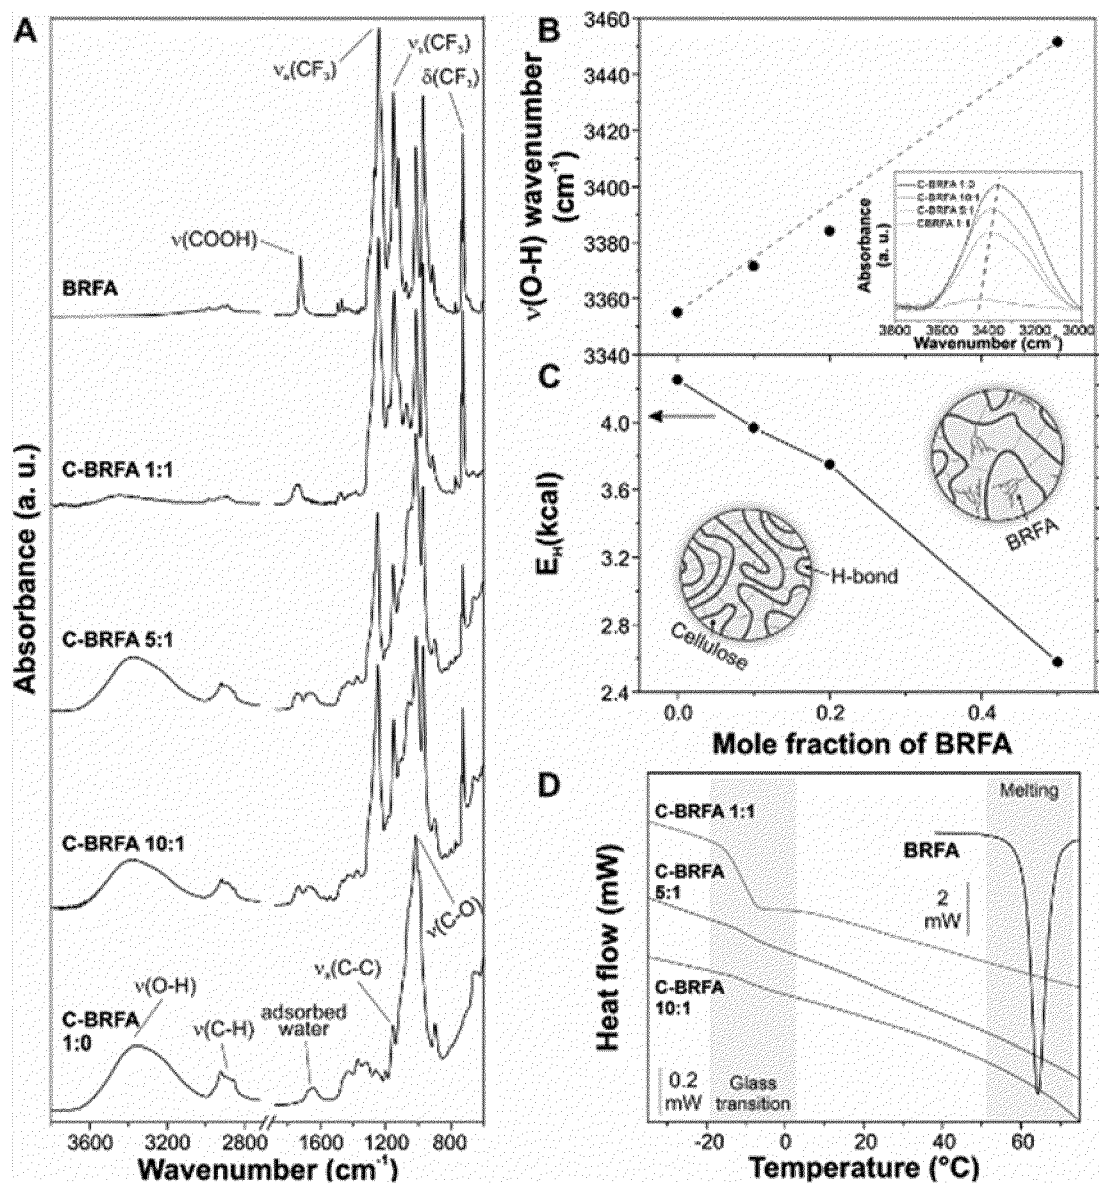 A
νₐ(CF₃)
νₛ(CF₃)
δ(CF₃)
ν(COOH)
BRFA
C-BRFA 1:1
C-BRFA 5:1
C-BRFA 10:1
ν(C-O)
νₛ(C-C)
ν(O-H)
C-BRFA
1:0
ν(C-H)
adsorbed
water
Absorbance (a. u.)
3600 3200 2800 1600 1200 800
Wavenumber (cm⁻¹)
B
ν(O-H) wavenumber
(cm⁻¹)
3460
3440
3420
3400
3380
3360
3340
C-BRFA 1:0
C-BRFA 10:1
C-BRFA 5:1
CBRFA 1:1
Absorbance
(a. u.)
3800 3600 3400 3200 3000
Wavenumber (cm⁻¹)
C
E_H(kcal)
4.0
3.6
3.2
2.8
2.4
BRFA
H-bond
Cellulose
0.0 0.2 0.4
Mole fraction of BRFA
D
Heat flow (mW)
C-BRFA 1:1
C-BRFA
5:1
C-BRFA
10:1
Melting
BRFA
2
mW
0.2
mW
Glass
transition
-20 0 20 40 60
Temperature (°C)